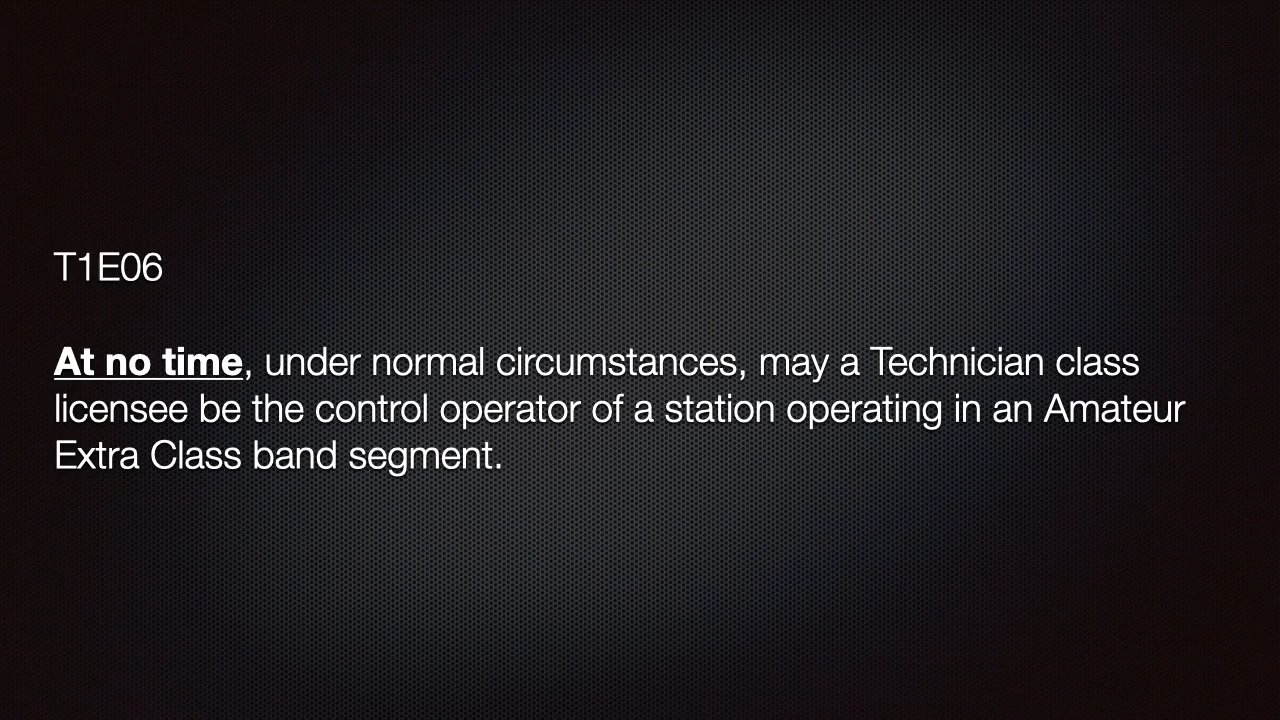 T1E06
At no time, under normal circumstances, may a Technician class
licensee be the control operator of a station operating in an Amateur
Extra Class band segment.